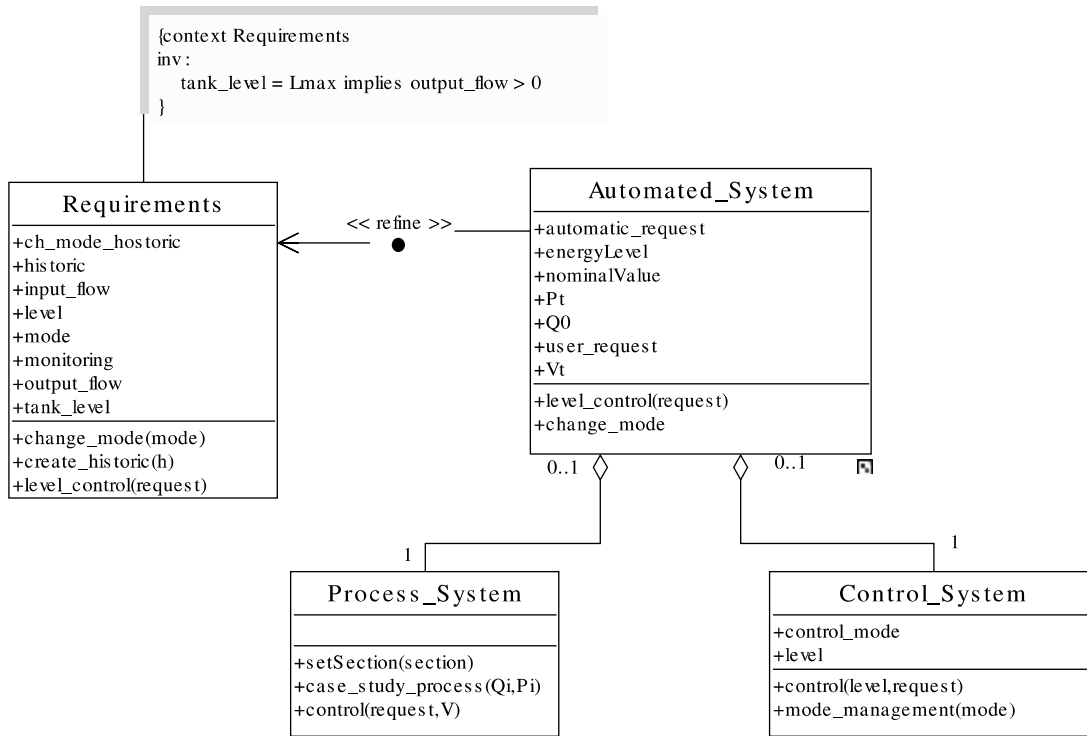 {context Requirements
inv :
tank_level = Lmax implies output_flow > 0
}
Requirements
+ch_mode_hostoric
+historic
+input_flow
+level
+mode
+monitoring
+output_flow
+tank_level
+change_mode(mode)
+create_historic(h)
+level_control(request)
<< refine >>
Automated_System
+automatic_request
+energyLevel
+nominalValue
+Pt
+Q0
+user_request
+Vt
+level_control(request)
+change_mode
0..1
0..1
1
1
Process_System
+setSection(section)
+case_study_process(Qi,Pi)
+control(request,V)
Control_System
+control_mode
+level
+control(level,request)
+mode_management(mode)